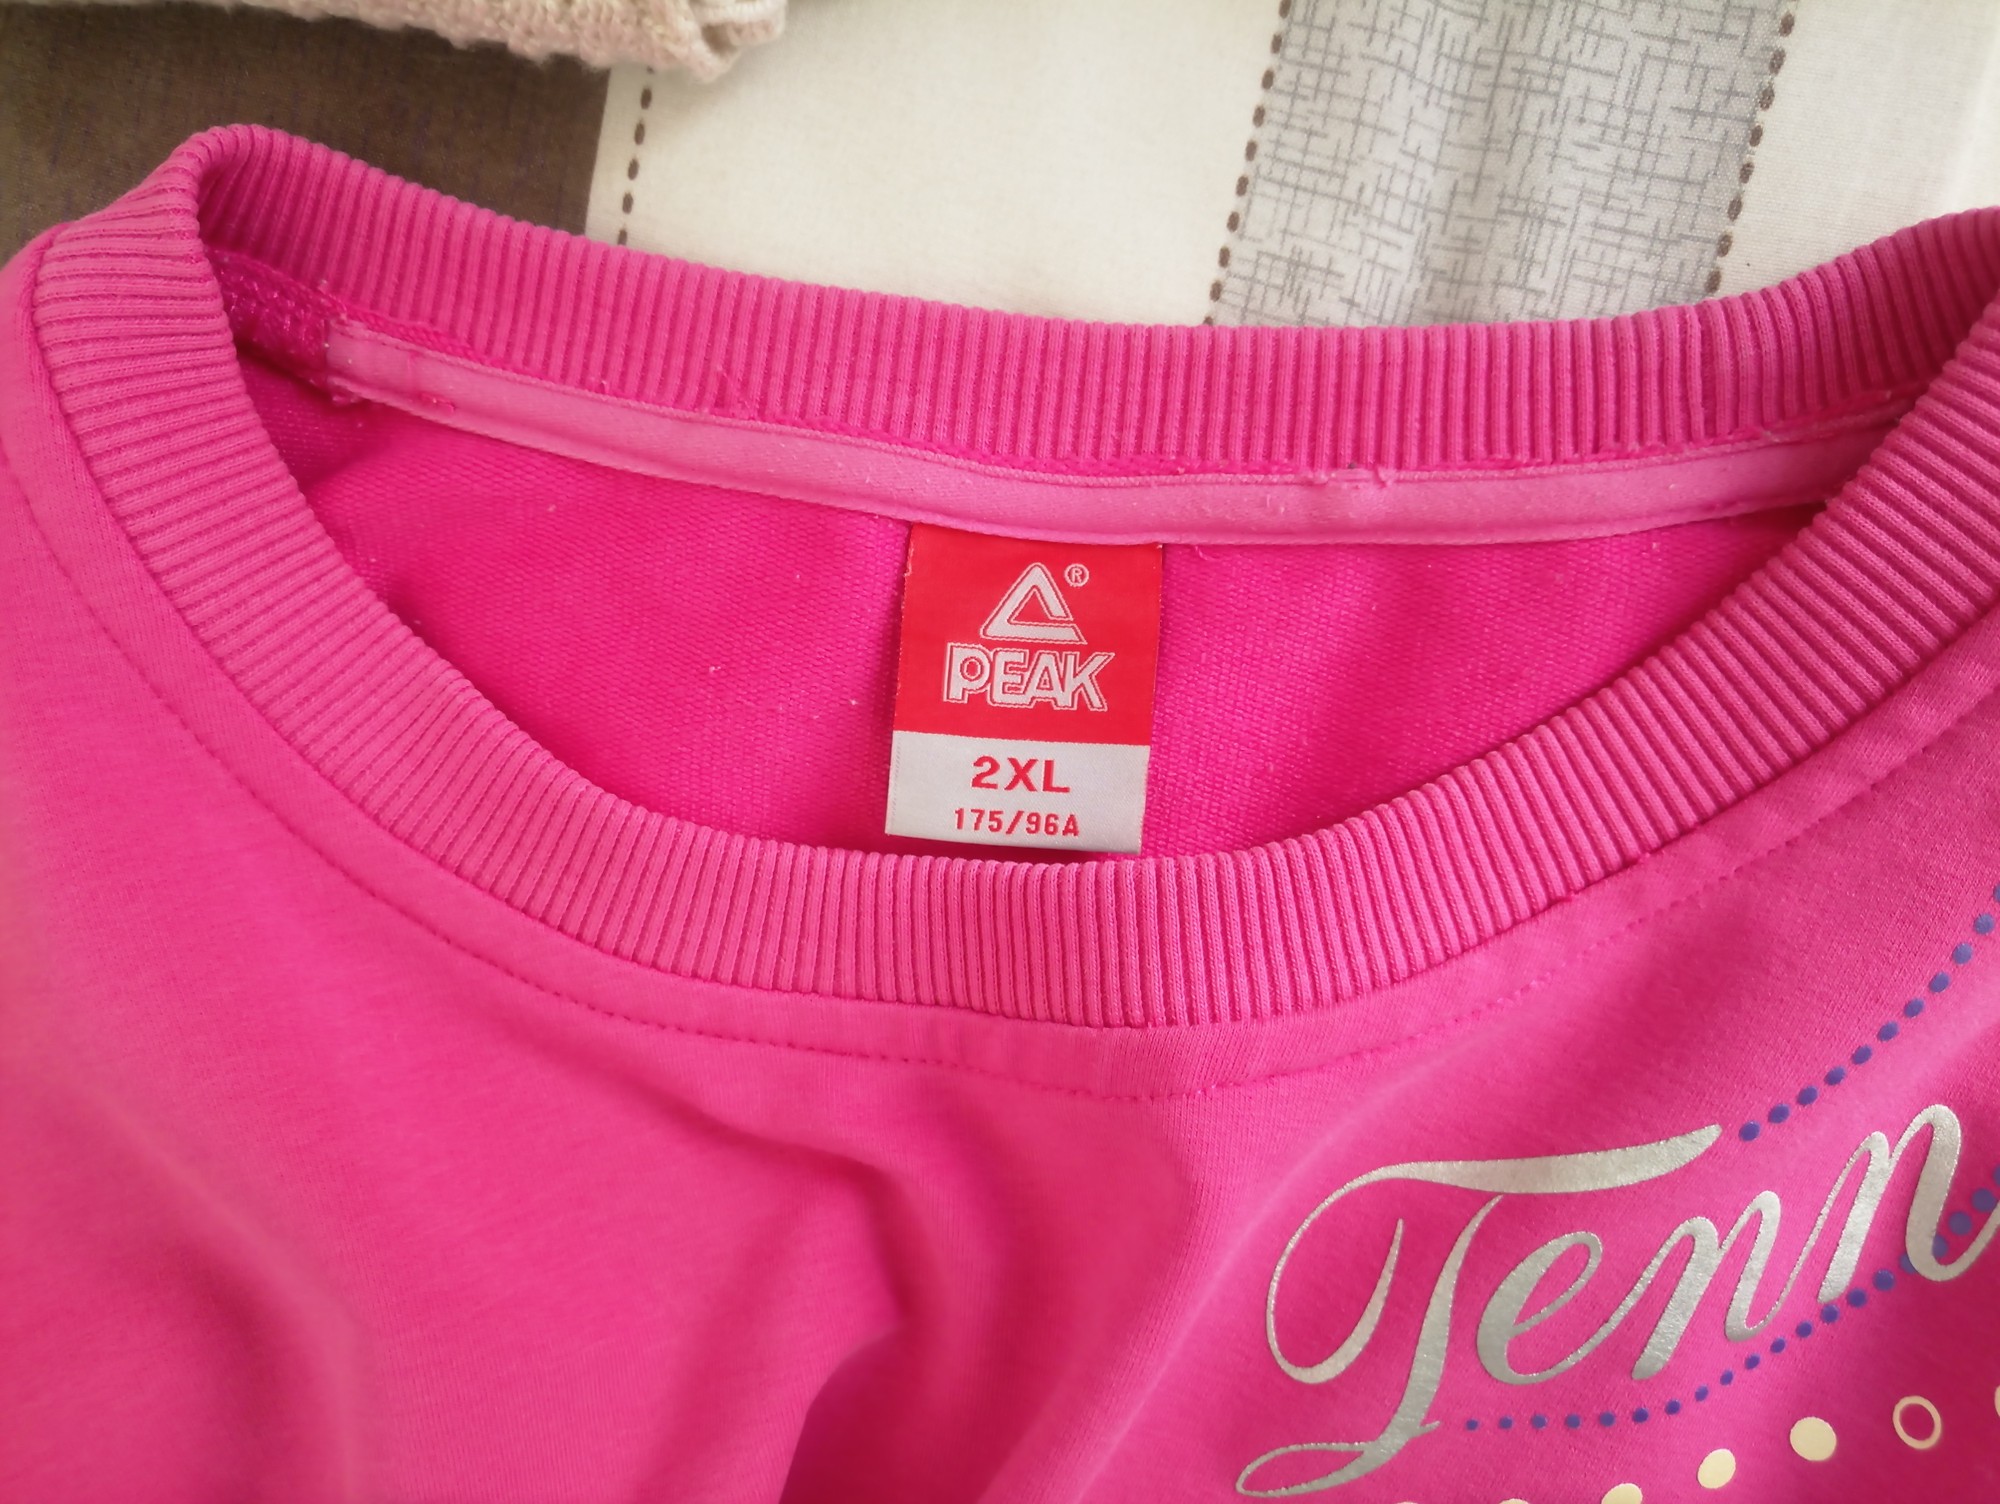 ®
PEAK
2XL
175/96A
Tenn